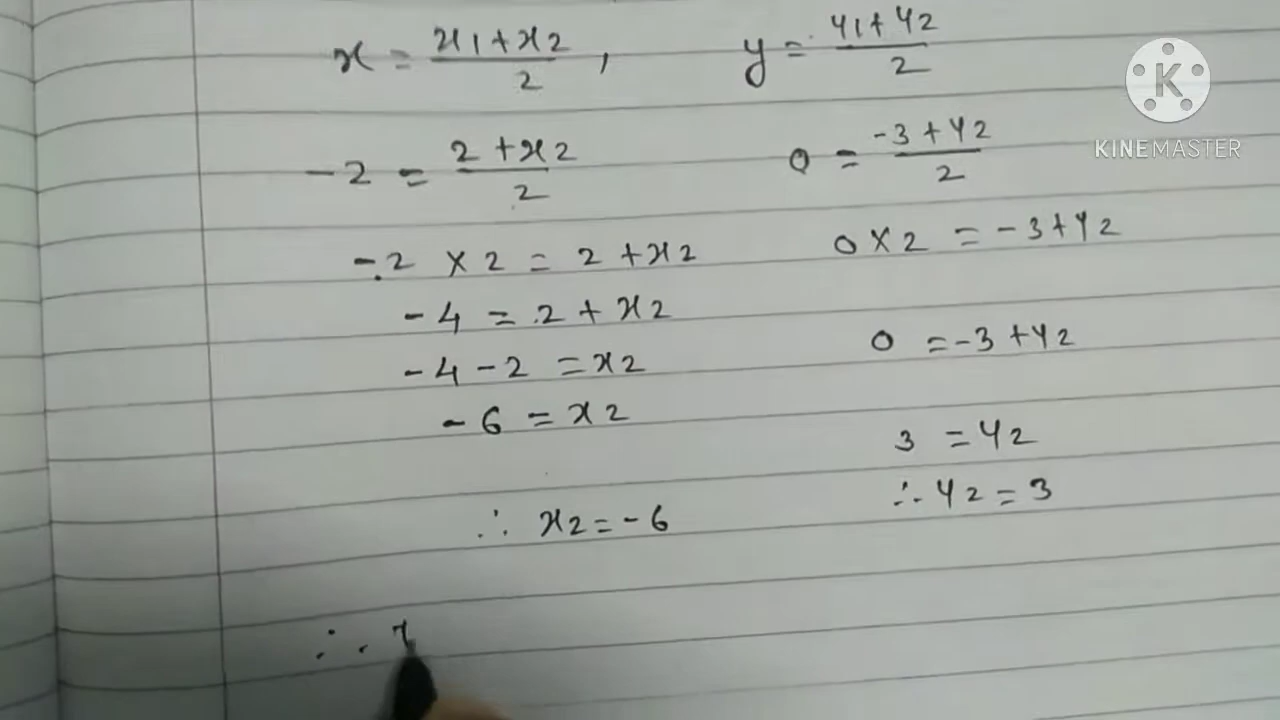 x = x1+x2/2 , y = y1+y2/2
-2 = 2+x2/2 0 = -3+y2/2
-2 × 2 = 2+x2 0×2 = -3+y2
-4 = 2+x2 0 = -3+y2
-4-2 = x2
-6 = x2 3 = y2
∴ x2 = -6 ∴ y2 = 3
∴
K
KINEMASTER